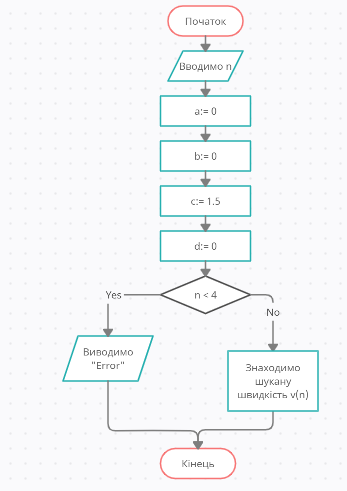 Початок
Вводимо n
a:= 0
b:= 0
c:= 1.5
d:= 0
n < 4
Yes
No
Виводимо
"Error"
Знаходимо
шукану
швидкість v(n)
Кінець